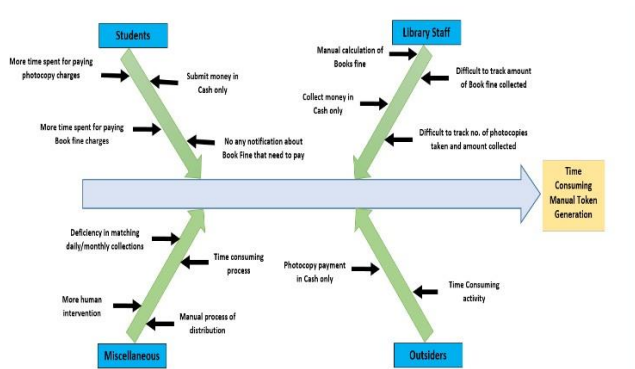 Students
Library Staff
More time spent for paying
photocopy charges
Submit money in
Cash only
More time spent for paying
Book fine charges
No any notification about
Book Fine that need to pay
Manual calculation of
Books fine
Difficult to track amount
of Book fine collected
Collect money in
Cash only
Difficult to track no. of photocopies
taken and amount collected
Time
Consuming
Manual Token
Generation
Deficiency in matching
daily/monthly collections
Time consuming
process
More human
intervention
Manual process of
distribution
Photocopy payment
in Cash only
Time Consuming
activity
Miscellaneous
Outsiders